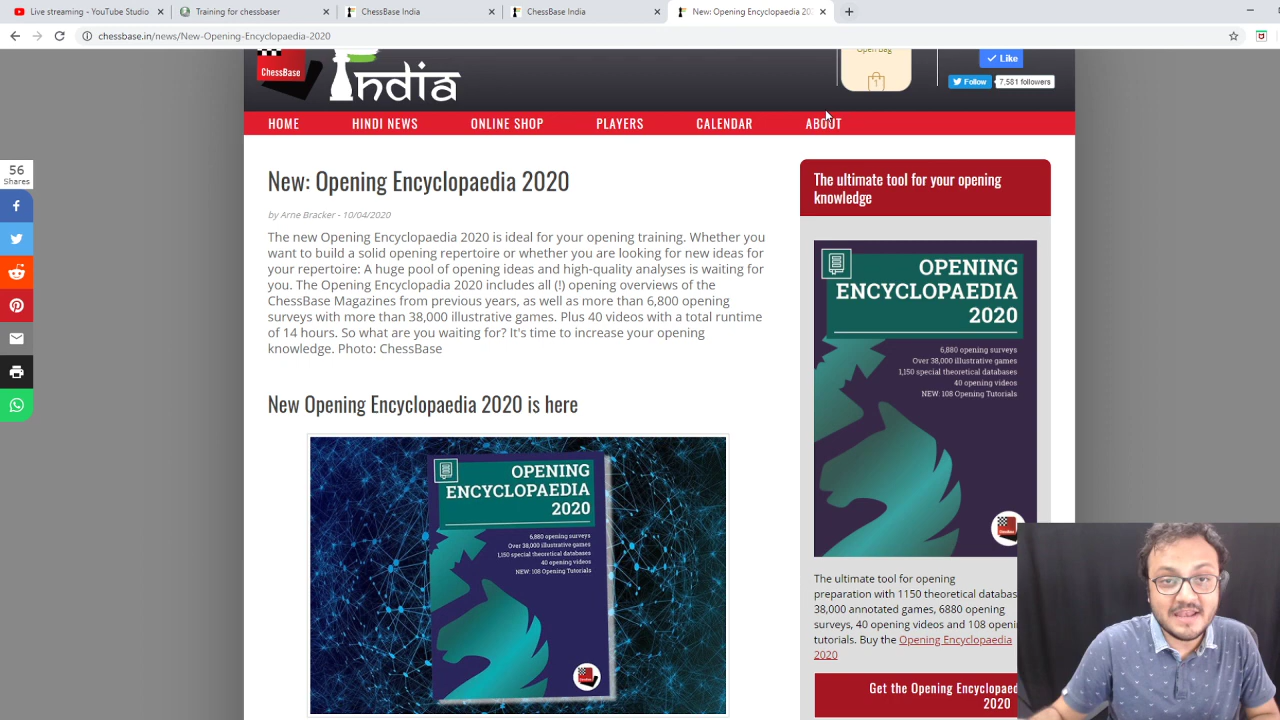 Live streaming - YouTube Studio
Training for chessbaser
ChessBase India
ChessBase India
New: Opening Encyclopaedia 20
chessbase.in/news/New-Opening-Encyclopaedia-2020
ChessBase
India
Open Bag
1
Like
Follow
7,581 followers
HOME
HINDI NEWS
ONLINE SHOP
PLAYERS
CALENDAR
ABOUT
56
Shares
New: Opening Encyclopaedia 2020
by Arne Bracker - 10/04/2020
The new Opening Encyclopaedia 2020 is ideal for your opening training. Whether you
want to build a solid opening repertoire or whether you are looking for new ideas for
your repertoire: A huge pool of opening ideas and high-quality analyses is waiting for
you. The Opening Encyclopadia 2020 includes all (!) opening overviews of the
ChessBase Magazines from previous years, as well as more than 6,800 opening
surveys with more than 38,000 illustrative games. Plus 40 videos with a total runtime
of 14 hours. So what are you waiting for? It's time to increase your opening
knowledge. Photo: ChessBase
New Opening Encyclopaedia 2020 is here
OPENING
ENCYCLOPAEDIA
2020
6,880 opening surveys
Over 38,000 illustrative games
1,150 special theoretical databases
40 opening videos
NEW: 108 Opening Tutorials
The ultimate tool for your opening
knowledge
OPENING
ENCYCLOPAEDIA
2020
6,880 opening surveys
Over 38,000 illustrative games
1,150 special theoretical databases
40 opening videos
NEW: 108 Opening Tutorials
The ultimate tool for opening
preparation with 1150 theoretical databas
38,000 annotated games, 6880 opening
surveys, 40 opening videos and 108 openi
tutorials. Buy the Opening Encyclopaedia
2020
Get the Opening Encyclopaed
2020